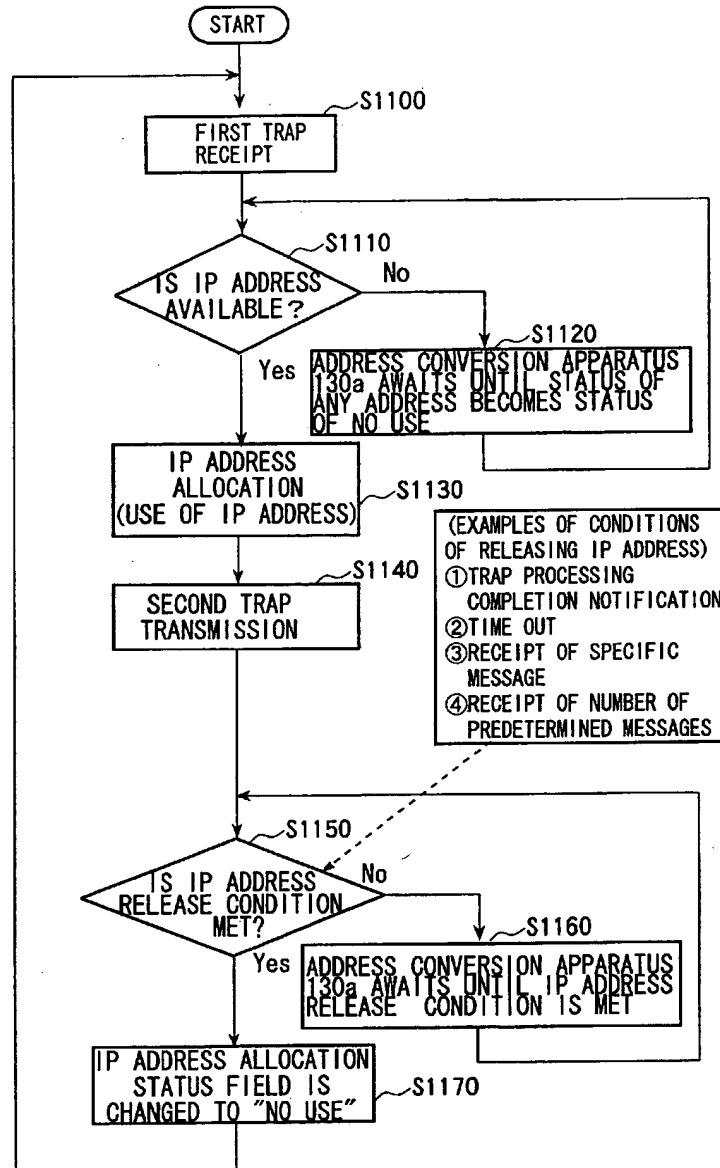 START
S1100
FIRST TRAP
RECEIPT
S1110
IS IP ADDRESS
AVAILABLE?
No
Yes
S1120
ADDRESS CONVERSION APPARATUS
130a AWAITS UNTIL STATUS OF
ANY ADDRESS BECOMES STATUS
OF NO USE
IP ADDRESS
ALLOCATION
(USE OF IP ADDRESS)
S1130
S1140
SECOND TRAP
TRANSMISSION
(EXAMPLES OF CONDITIONS
OF RELEASING IP ADDRESS)
①TRAP PROCESSING
COMPLETION NOTIFICATION
②TIME OUT
③RECEIPT OF SPECIFIC
MESSAGE
④RECEIPT OF NUMBER OF
PREDETERMINED MESSAGES
S1150
IS IP ADDRESS
RELEASE CONDITION
MET?
No
Yes
S1160
ADDRESS CONVERSION APPARATUS
130a AWAITS UNTIL IP ADDRESS
RELEASE CONDITION IS MET
IP ADDRESS ALLOCATION
STATUS FIELD IS
CHANGED TO "NO USE"
S1170